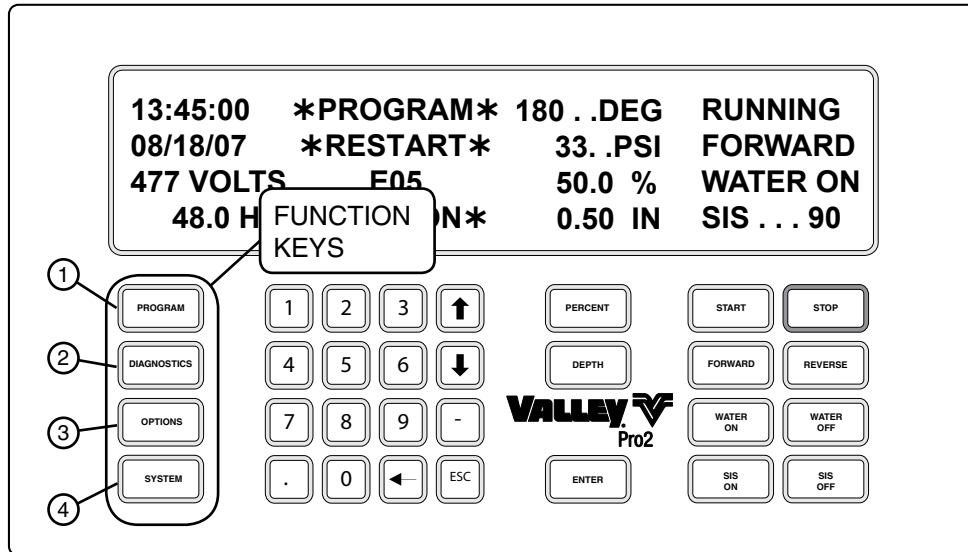 13:45:00 ∗PROGRAM∗ 180 . .DEG RUNNING
08/18/07 ∗RESTART∗ 33. .PSI FORWARD
477 VOLTS E05 50.0 % WATER ON
48.0 H N∗ 0.50 IN SIS . . . 90
FUNCTION
KEYS
1
PROGRAM
1 2 3 ↑
PERCENT
START STOP
2
DIAGNOSTICS
4 5 6 ↓
DEPTH
FORWARD REVERSE
3
OPTIONS
7 8 9 -
VALLEY
Pro2
WATER
ON
WATER
OFF
4
SYSTEM
. 0 ← ESC
ENTER
SIS
ON
SIS
OFF